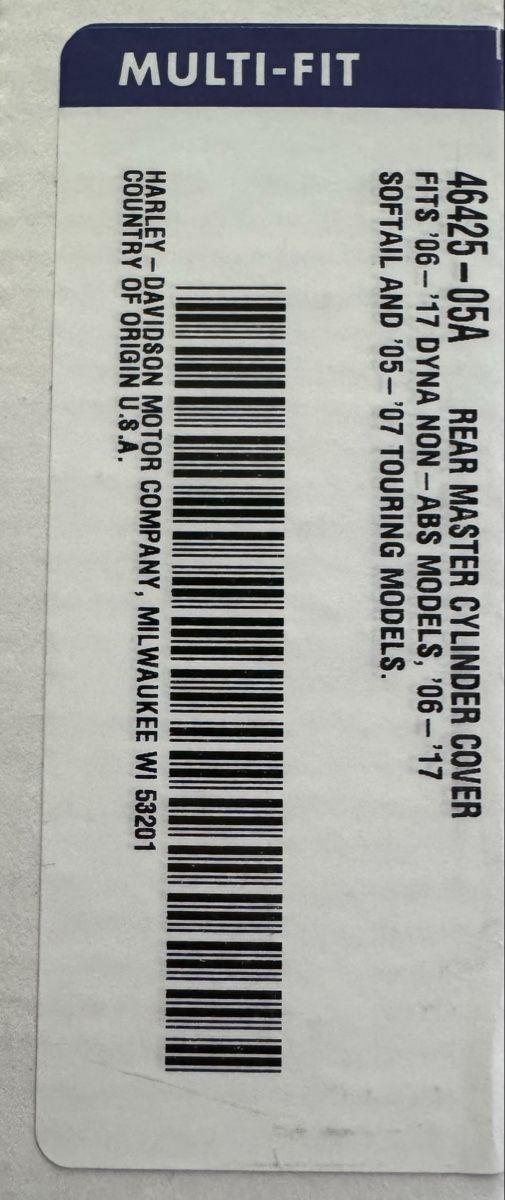 MULTI-FIT
46425-05A REAR MASTER CYLINDER COVER
FITS '06-'17 DYNA NON-ABS MODELS, '06-'17
SOFTAIL AND '05-'07 TOURING MODELS.
HARLEY-DAVIDSON MOTOR COMPANY, MILWAUKEE WI 53201
COUNTRY OF ORIGIN U.S.A.